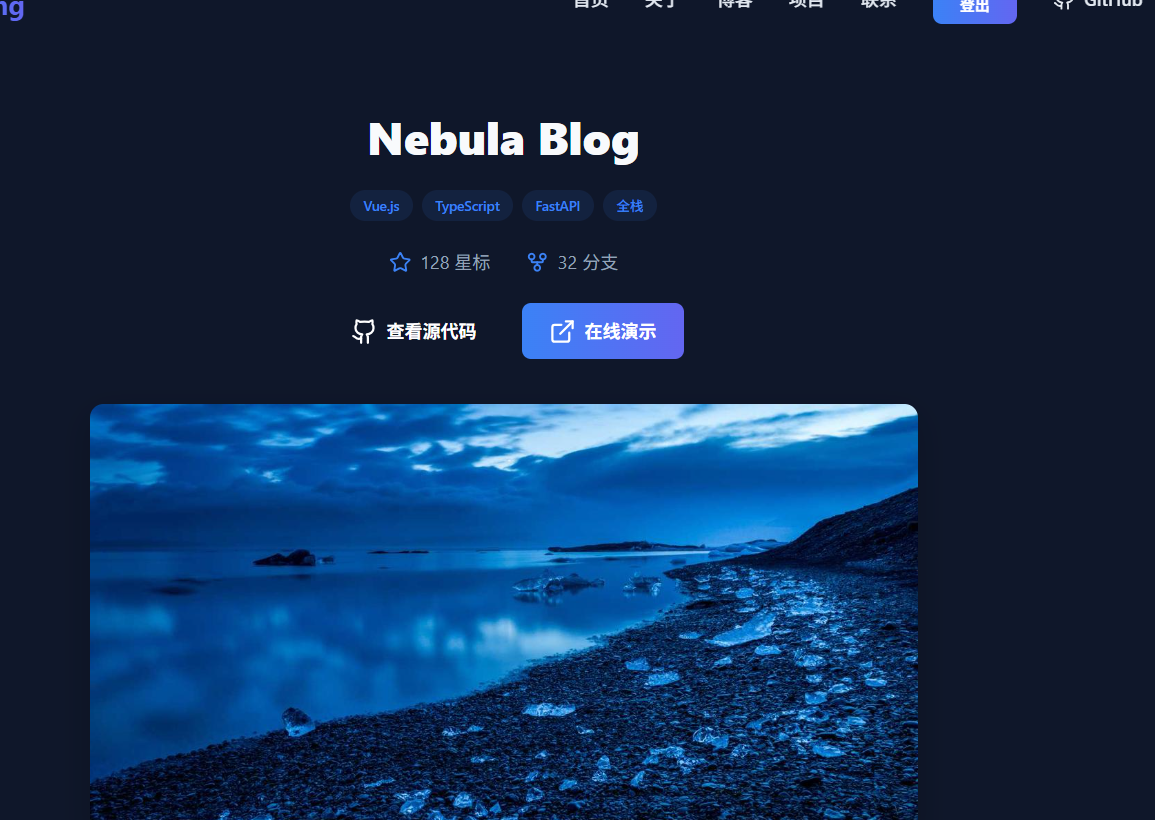 ng
首页 关于 博客 项目 联系 登出 GitHub
Nebula Blog
Vue.js TypeScript FastAPI 全栈
128 星标 32 分支
查看源代码 在线演示